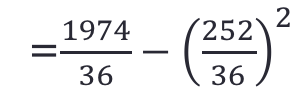 = 1974/36 − (252/36)²